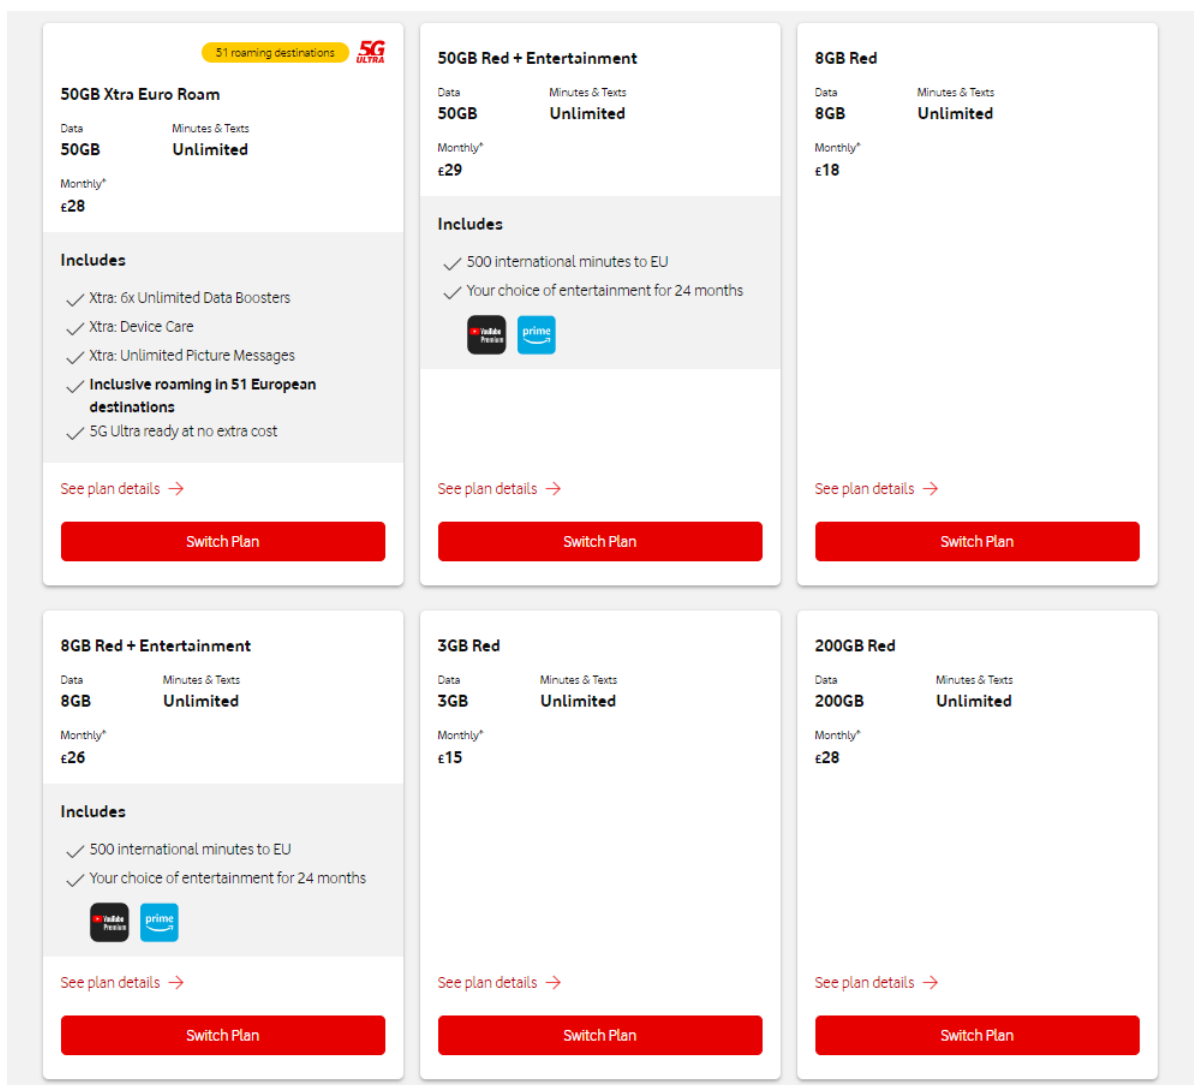 51 roaming destinations
5G
ULTRA
50GB Xtra Euro Roam
Data Minutes & Texts
50GB Unlimited
Monthly*
£28
Includes
Xtra: 6x Unlimited Data Boosters
Xtra: Device Care
Xtra: Unlimited Picture Messages
Inclusive roaming in 51 European
destinations
5G Ultra ready at no extra cost
See plan details
Switch Plan
50GB Red + Entertainment
Data Minutes & Texts
50GB Unlimited
Monthly*
£29
Includes
500 international minutes to EU
Your choice of entertainment for 24 months
YouTube
Premium
prime
See plan details
Switch Plan
8GB Red
Data Minutes & Texts
8GB Unlimited
Monthly*
£18
See plan details
Switch Plan
8GB Red + Entertainment
Data Minutes & Texts
8GB Unlimited
Monthly*
£26
Includes
500 international minutes to EU
Your choice of entertainment for 24 months
YouTube
Premium
prime
See plan details
Switch Plan
3GB Red
Data Minutes & Texts
3GB Unlimited
Monthly*
£15
See plan details
Switch Plan
200GB Red
Data Minutes & Texts
200GB Unlimited
Monthly*
£28
See plan details
Switch Plan